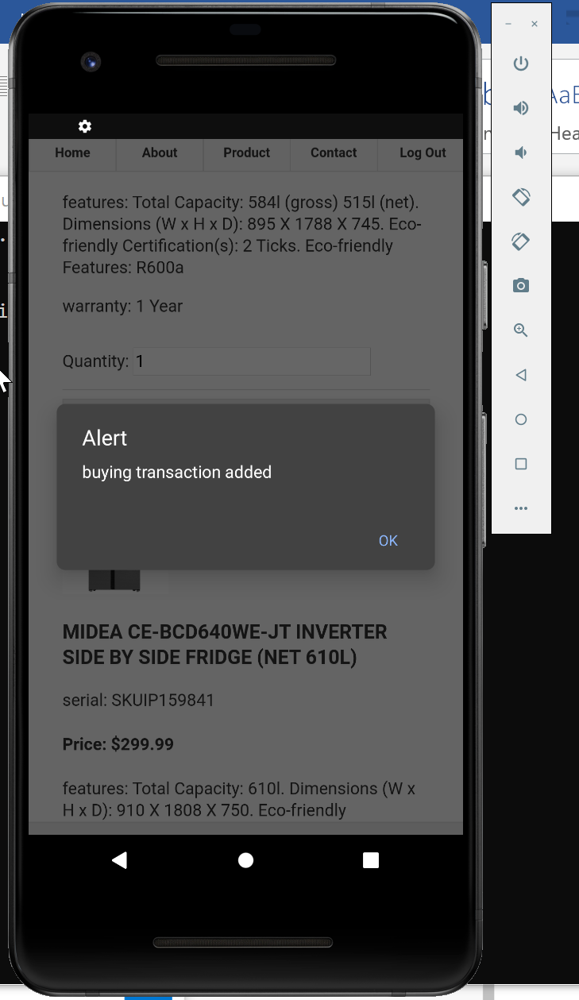 Home About Product Contact Log Out
features: Total Capacity: 584l (gross) 515l (net).
Dimensions (W x H x D): 895 X 1788 X 745. Eco-
friendly Certification(s): 2 Ticks. Eco-friendly
Features: R600a
warranty: 1 Year
Quantity: 1
Alert
buying transaction added
OK
MIDEA CE-BCD640WE-JT INVERTER
SIDE BY SIDE FRIDGE (NET 610L)
serial: SKUIP159841
Price: $299.99
features: Total Capacity: 610l. Dimensions (W x
H x D): 910 X 1808 X 750. Eco-friendly